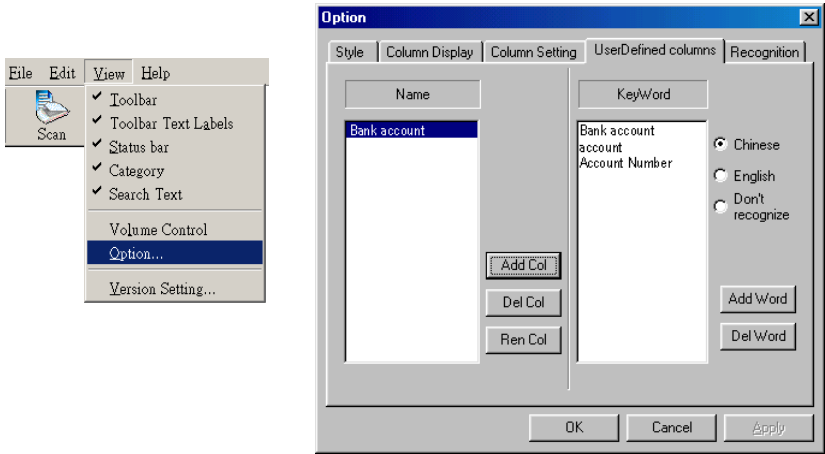 File Edit View Help
Scan
Toolbar
Toolbar Text Labels
Status bar
Category
Search Text
Volume Control
Option...
Version Setting...
Option
Style Column Display Column Setting UserDefined columns Recognition
Name
Bank account
Add Col
Del Col
Ren Col
KeyWord
Bank account
account
Account Number
Chinese
English
Don't
recognize
Add Word
Del Word
OK Cancel Apply